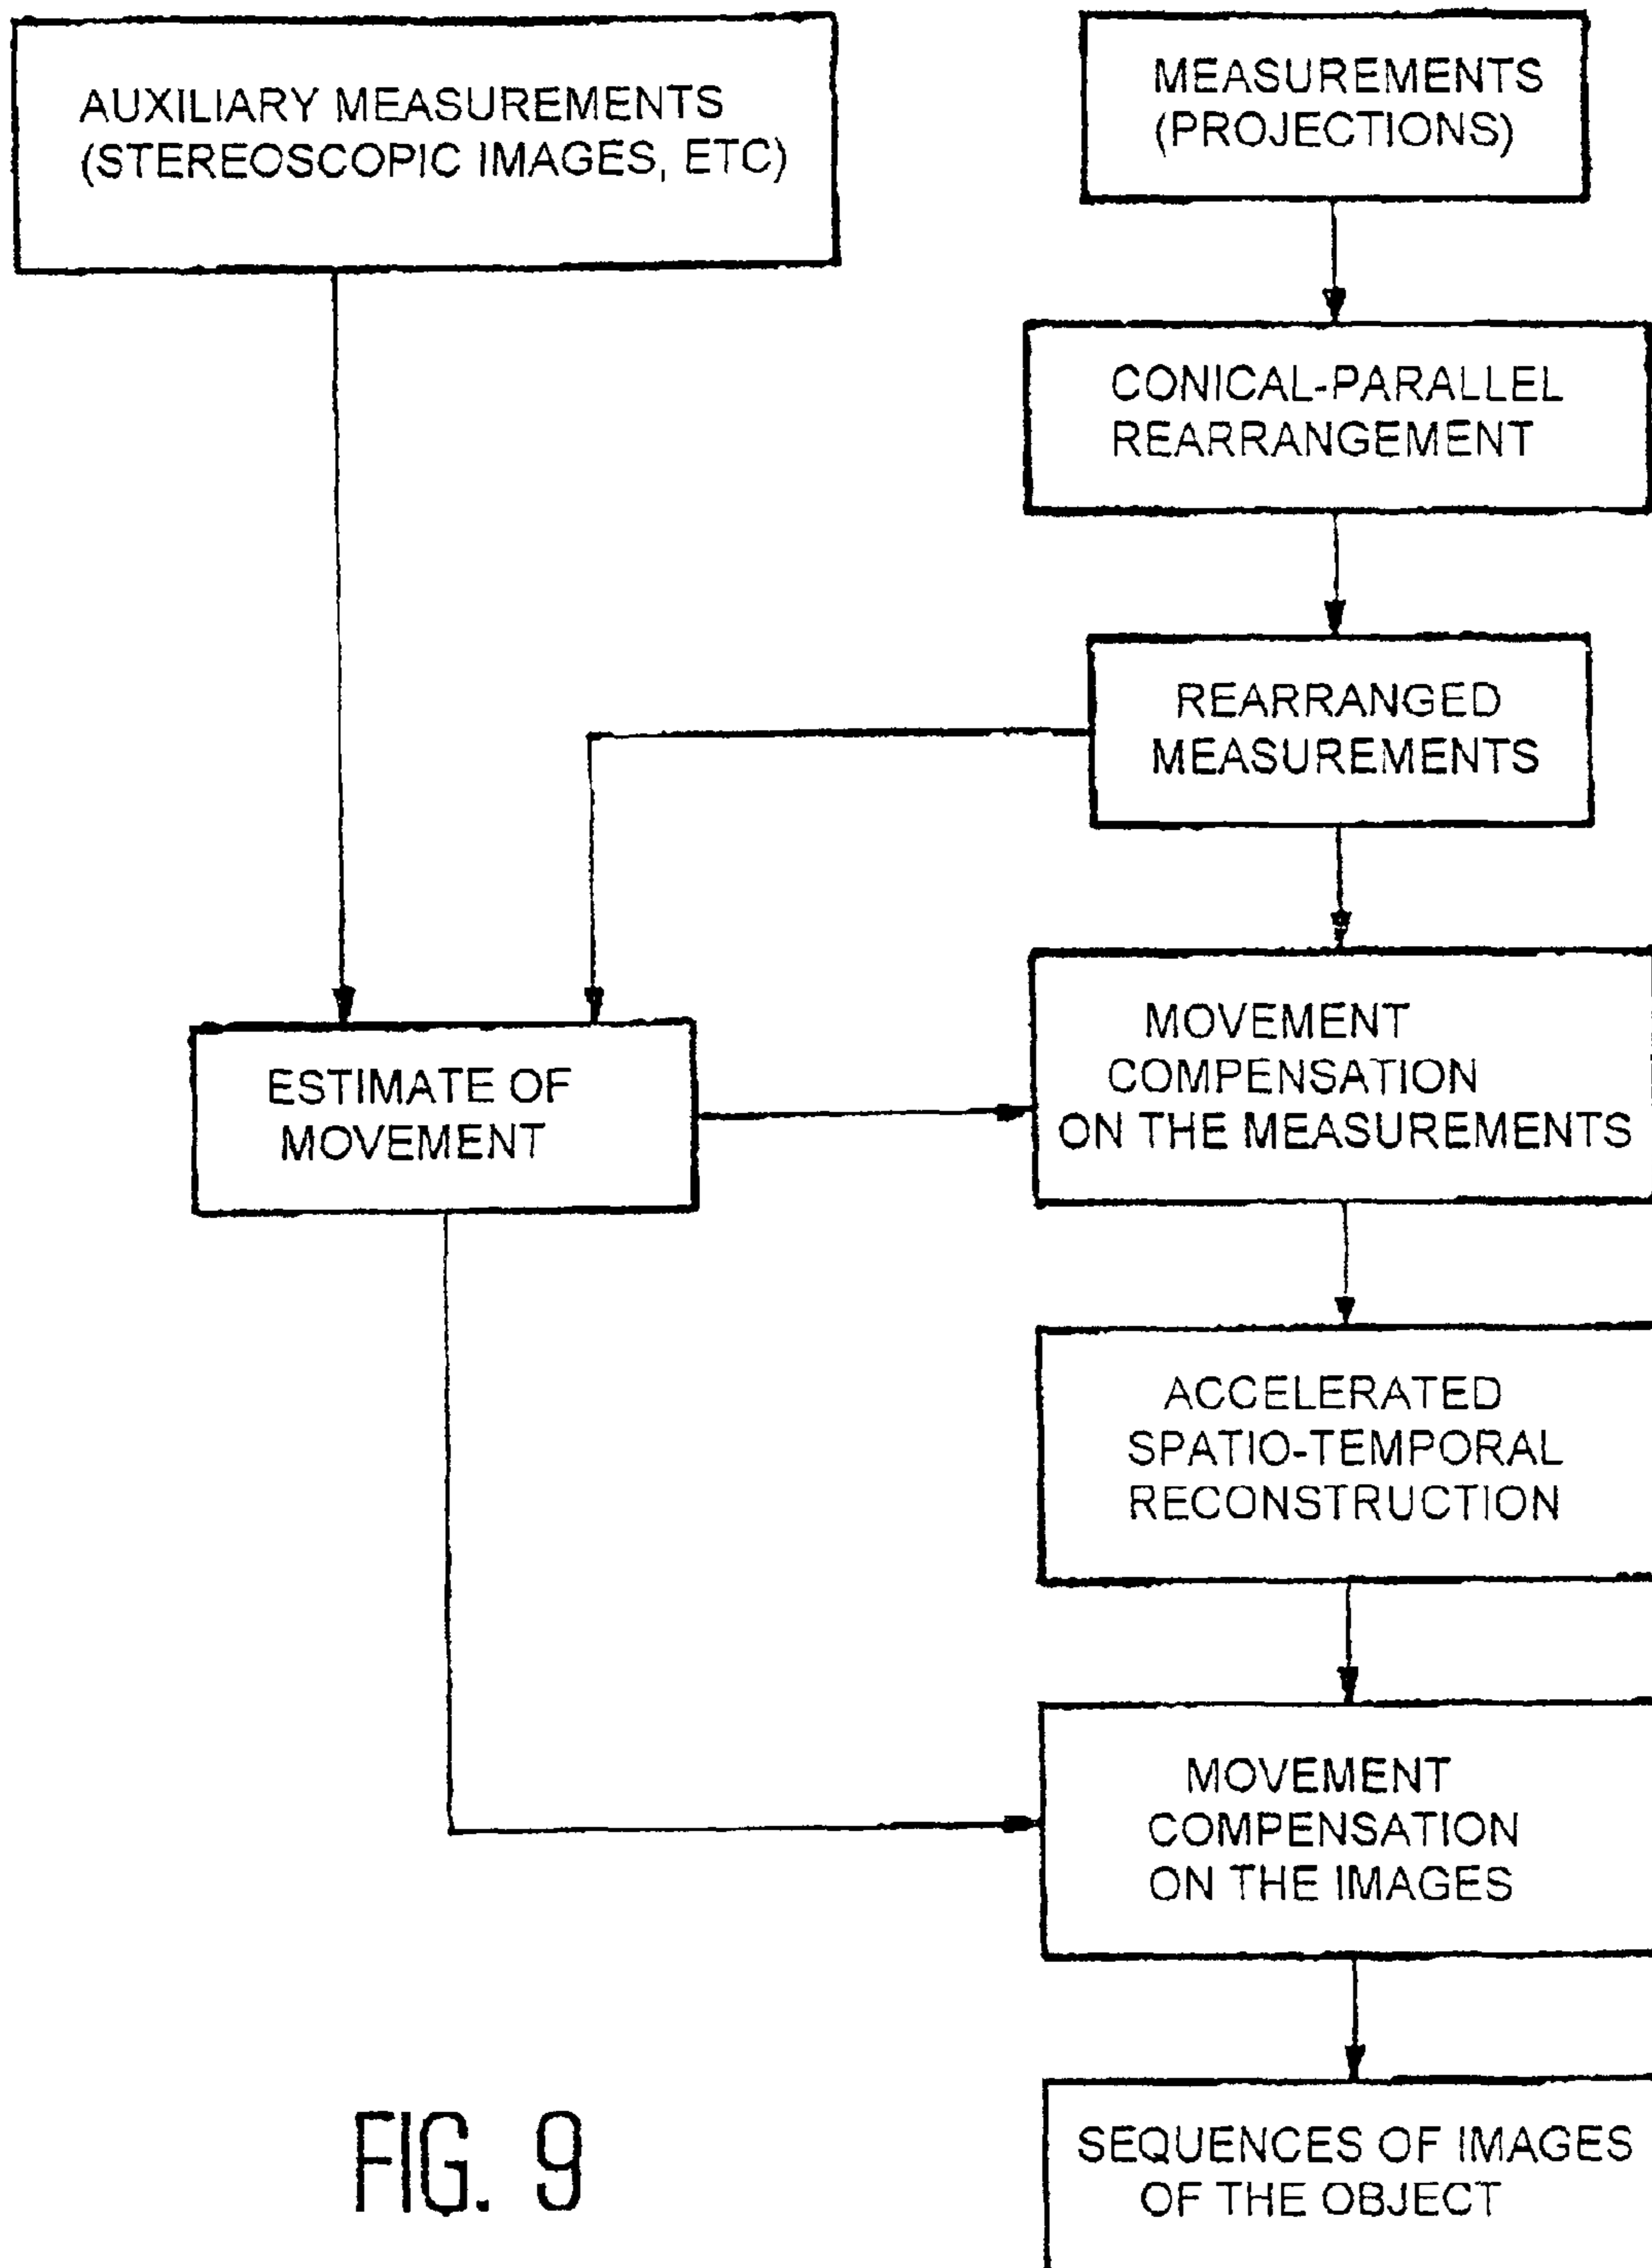 AUXILIARY MEASUREMENTS
(STEREOSCOPIC IMAGES, ETC)
MEASUREMENTS
(PROJECTIONS)
CONICAL-PARALLEL
REARRANGEMENT
REARRANGED
MEASUREMENTS
ESTIMATE OF
MOVEMENT
MOVEMENT
COMPENSATION
ON THE MEASUREMENTS
ACCELERATED
SPATIO-TEMPORAL
RECONSTRUCTION
MOVEMENT
COMPENSATION
ON THE IMAGES
SEQUENCES OF IMAGES
OF THE OBJECT
FIG. 9